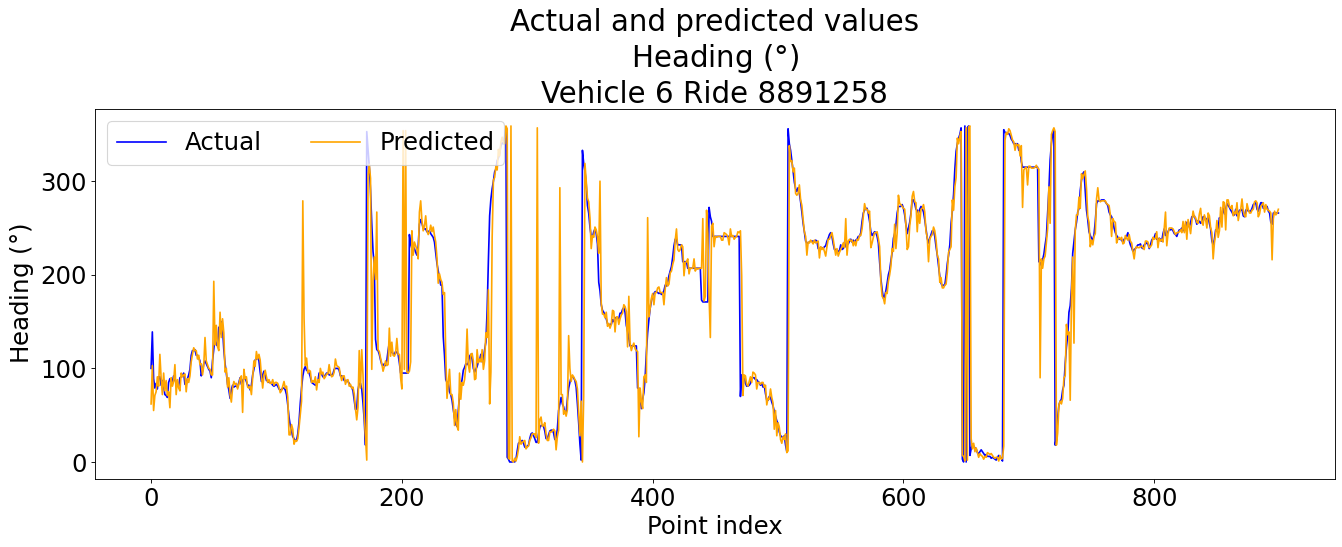 Actual and predicted values
Heading (°)
Vehicle 6 Ride 8891258
Actual
Predicted
Heading (°)
300
200
100
0
0
200
400
600
800
Point index